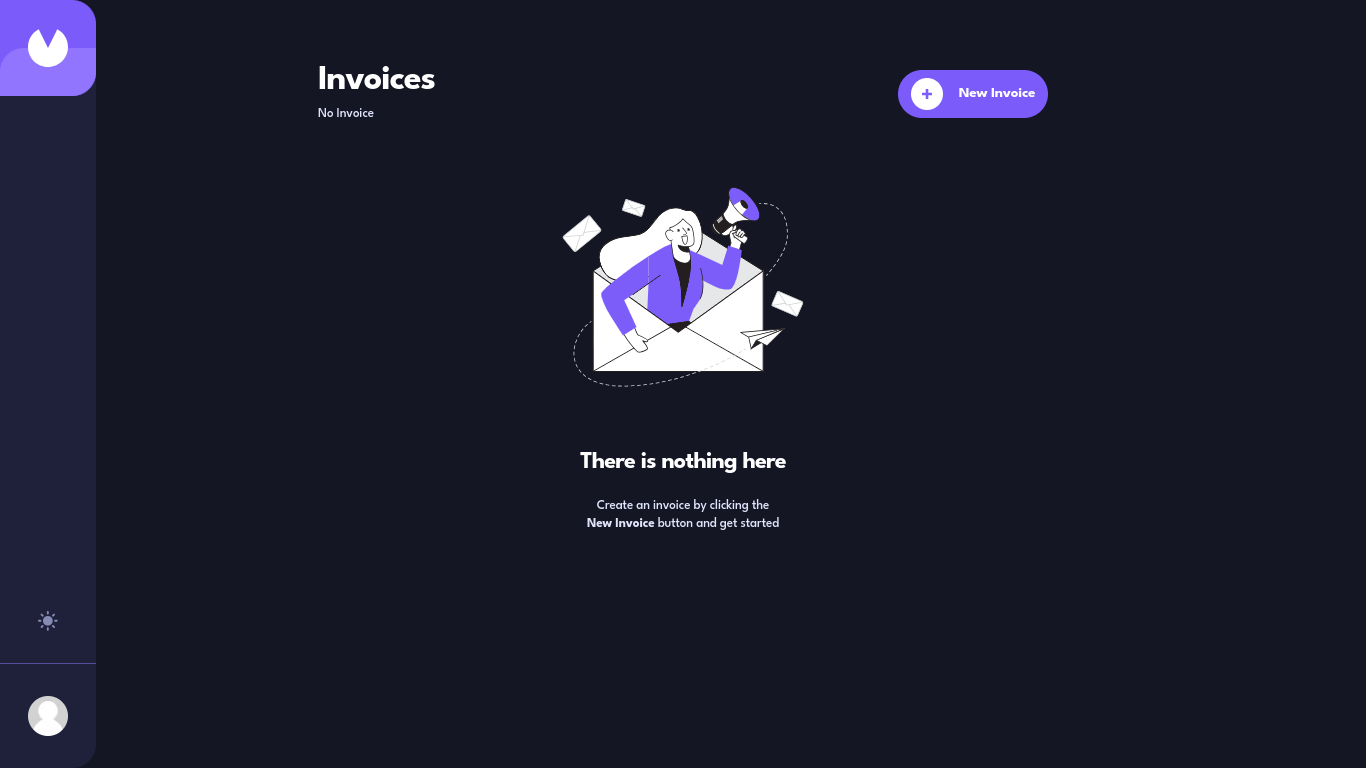 Invoices
No Invoice
New Invoice
There is nothing here
Create an invoice by clicking the
New Invoice button and get started